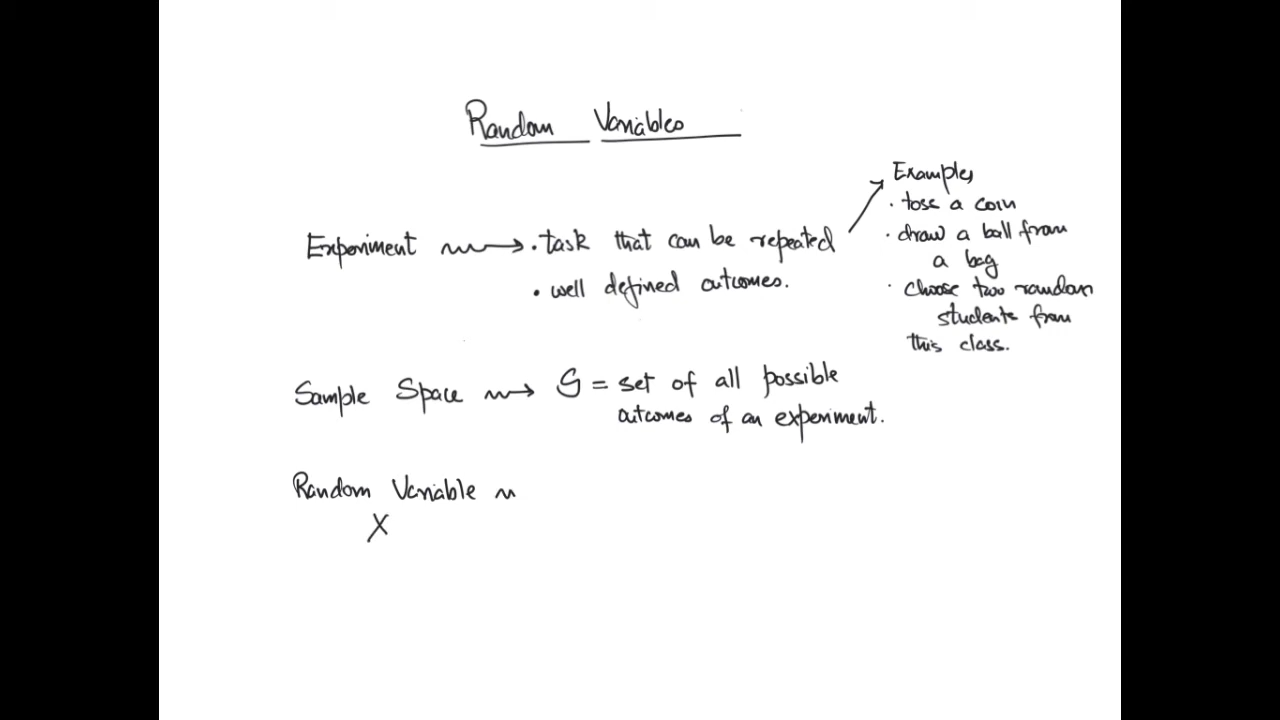 Random Variables
Experiment → • task that can be repeated
• well defined outcomes.
Examples
• toss a coin
• draw a ball from
a bag
• choose two random
students from
this class.
Sample Space → S = set of all possible
outcomes of an experiment.
Random Variable
X